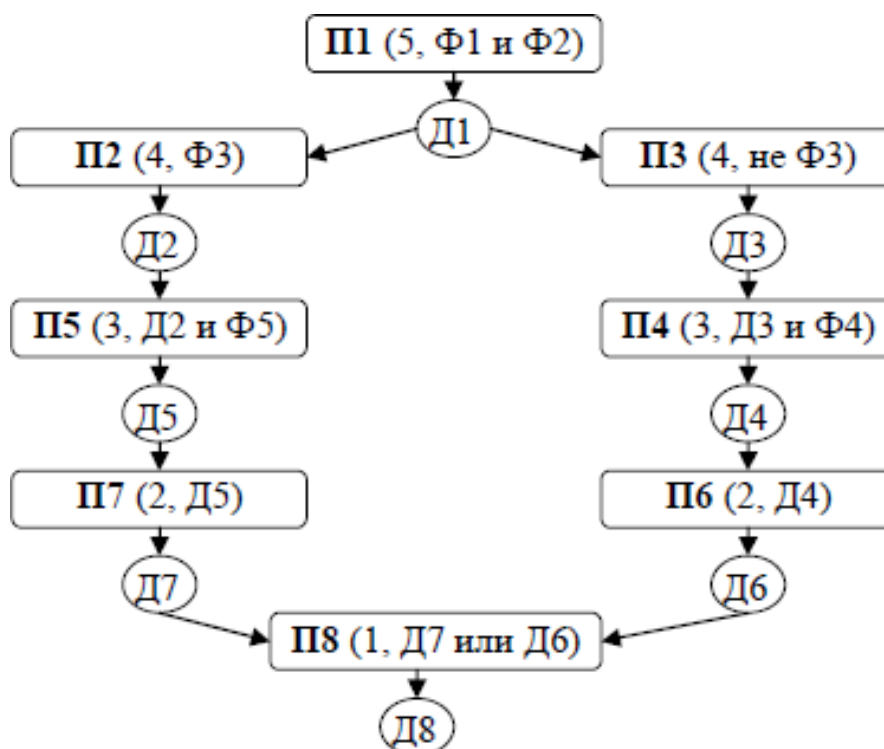 П1 (5, Ф1 и Ф2)
Д1
П2 (4, Ф3)
П3 (4, не Ф3)
Д2
Д3
П5 (3, Д2 и Ф5)
П4 (3, Д3 и Ф4)
Д5
Д4
П7 (2, Д5)
П6 (2, Д4)
Д7
Д6
П8 (1, Д7 или Д6)
Д8